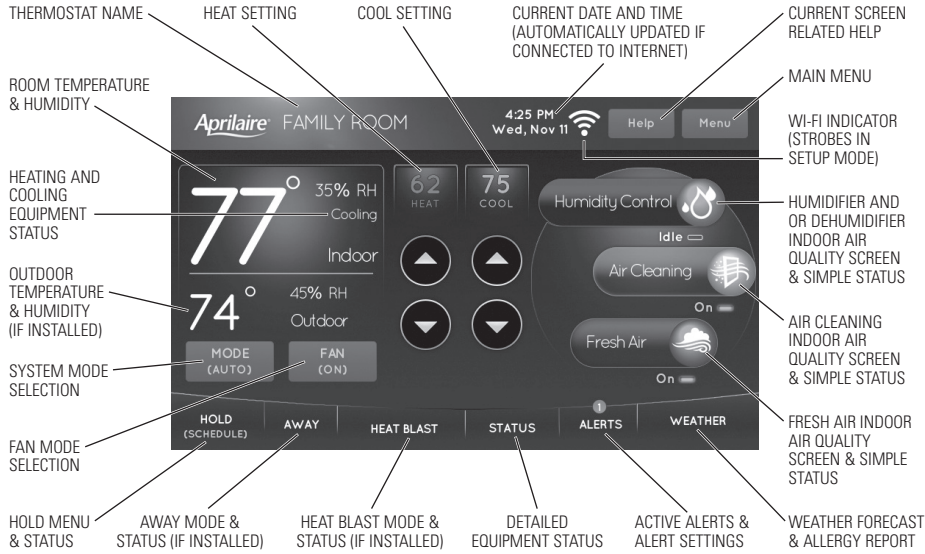 THERMOSTAT NAME
HEAT SETTING
COOL SETTING
CURRENT DATE AND TIME
(AUTOMATICALLY UPDATED IF
CONNECTED TO INTERNET)
CURRENT SCREEN
RELATED HELP
MAIN MENU
WI-FI INDICATOR
(STROBES IN
SETUP MODE)
ROOM TEMPERATURE
& HUMIDITY
HEATING AND
COOLING
EQUIPMENT
STATUS
OUTDOOR
TEMPERATURE
& HUMIDITY
(IF INSTALLED)
SYSTEM MODE
SELECTION
FAN MODE
SELECTION
Aprilaire® FAMILY ROOM
4:25 PM
Wed, Nov 11
Help
Menu
77°
35% RH
Cooling
Indoor
74°
45% RH
Outdoor
MODE
(AUTO)
FAN
(ON)
62
HEAT
75
COOL
Humidity Control
Idle
Air Cleaning
On
Fresh Air
On
HOLD
(SCHEDULE)
AWAY
HEAT BLAST
STATUS
1
ALERTS
WEATHER
HUMIDIFIER AND
OR DEHUMIDIFIER
INDOOR AIR
QUALITY SCREEN
& SIMPLE STATUS
AIR CLEANING
INDOOR AIR
QUALITY SCREEN
& SIMPLE STATUS
FRESH AIR INDOOR
AIR QUALITY
SCREEN & SIMPLE
STATUS
HOLD MENU
& STATUS
AWAY MODE &
STATUS (IF INSTALLED)
HEAT BLAST MODE &
STATUS (IF INSTALLED)
DETAILED
EQUIPMENT STATUS
ACTIVE ALERTS &
ALERT SETTINGS
WEATHER FORECAST
& ALLERGY REPORT